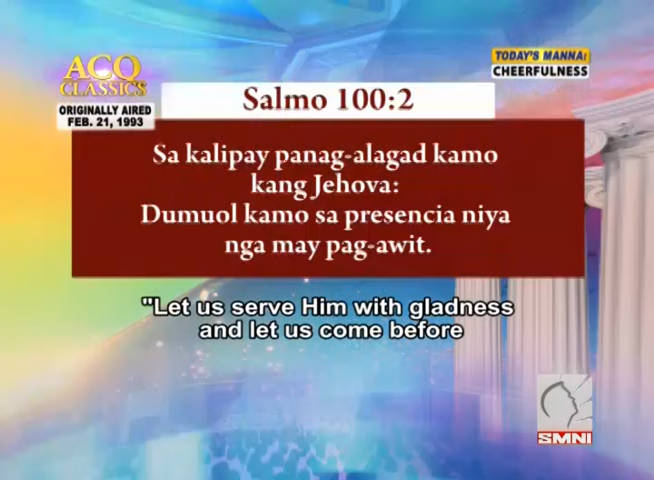 ACQ
CLASSICS
ORIGINALLY AIRED
FEB. 21, 1993
TODAY'S MANNA:
CHEERFULNESS
Salmo 100:2
Sa kalipay panag-alagad kamo
kang Jehova:
Dumuol kamo sa presencia niya
nga may pag-awit.
"Let us serve Him with gladness
and let us come before
SMNI